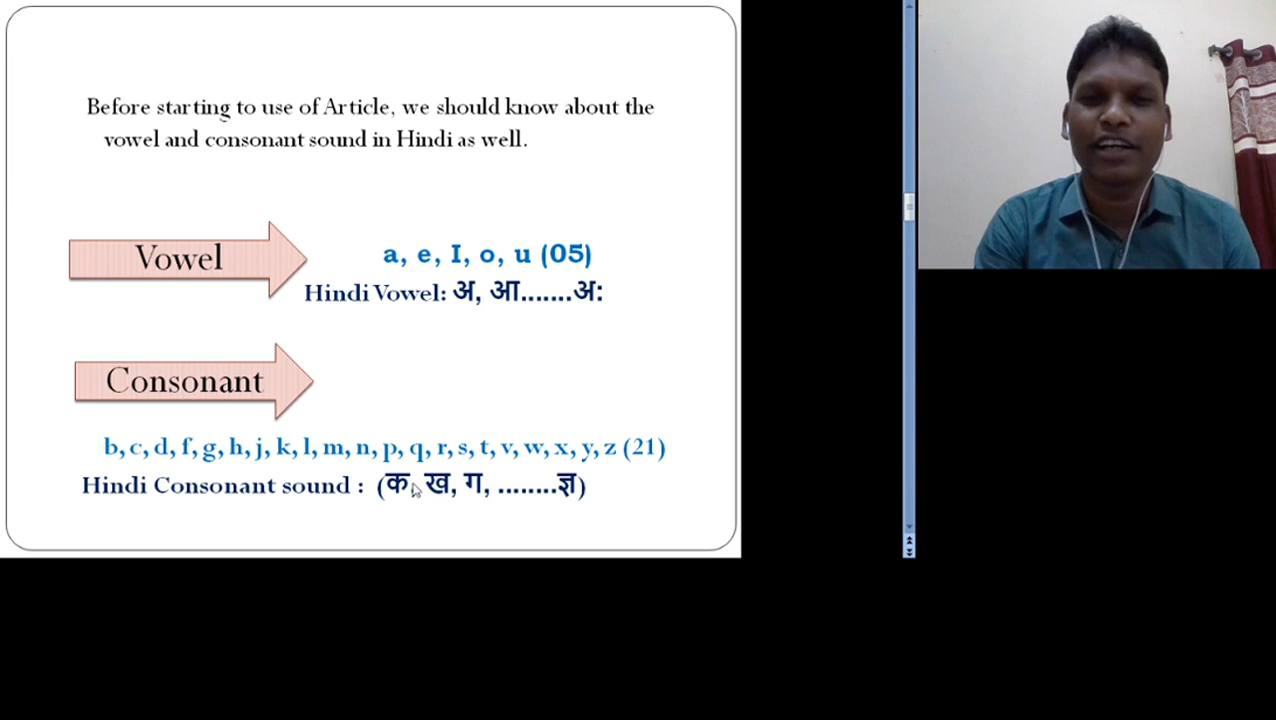 Before starting to use of Article, we should know about the
vowel and consonant sound in Hindi as well.
Vowel
a, e, I, o, u (05)
Hindi Vowel: अ, आ.......अ:
Consonant
b, c, d, f, g, h, j, k, l, m, n, p, q, r, s, t, v, w, x, y, z (21)
Hindi Consonant sound : (क, ख, ग, ........ज्ञ)